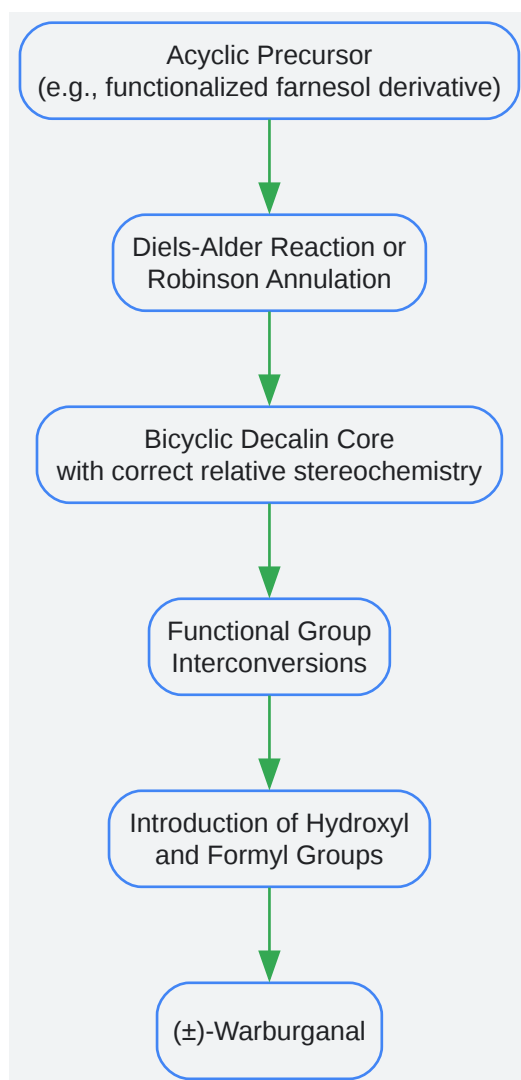 Acyclic Precursor
(e.g., functionalized farnesol derivative)
Diels-Alder Reaction or
Robinson Annulation
Bicyclic Decalin Core
with correct relative stereochemistry
Functional Group
Interconversions
Introduction of Hydroxyl
and Formyl Groups
(±)-Warburganal